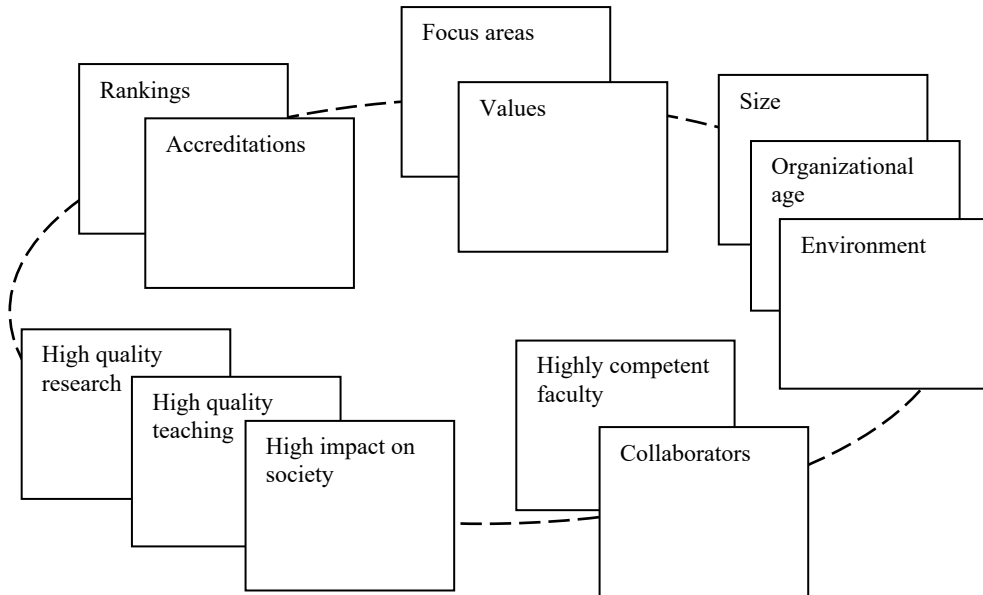 Focus areas
Values
Rankings
Accreditations
Size
Organizational
age
Environment
High quality
research
High quality
teaching
High impact on
society
Highly competent
faculty
Collaborators